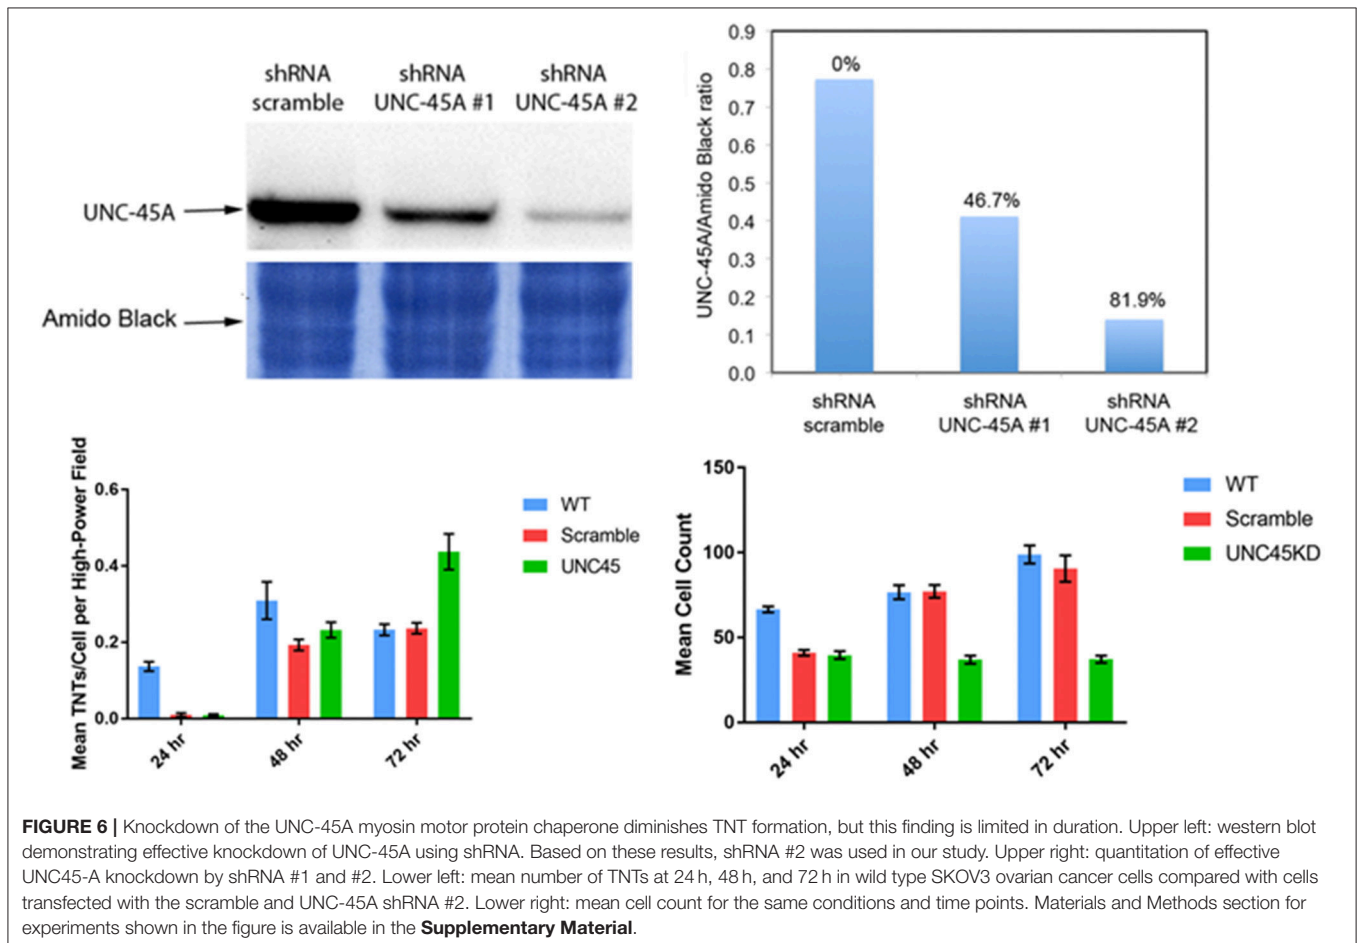 shRNA scramble
shRNA UNC-45A #1
shRNA UNC-45A #2
UNC-45A
Amido Black
UNC-45A/Amido Black ratio
0.9
0.8
0.7
0.6
0.5
0.4
0.3
0.2
0.1
0.0
0%
46.7%
81.9%
shRNA scramble
shRNA UNC-45A #1
shRNA UNC-45A #2
Mean TNTs/Cell per High-Power Field
0.6
0.4
0.2
0.0
24 hr
48 hr
72 hr
WT
Scramble
UNC45
Mean Cell Count
150
100
50
0
24 hr
48 hr
72 hr
WT
Scramble
UNC45KD
FIGURE 6 | Knockdown of the UNC-45A myosin motor protein chaperone diminishes TNT formation, but this finding is limited in duration. Upper left: western blot
demonstrating effective knockdown of UNC-45A using shRNA. Based on these results, shRNA #2 was used in our study. Upper right: quantitation of effective
UNC45-A knockdown by shRNA #1 and #2. Lower left: mean number of TNTs at 24 h, 48 h, and 72 h in wild type SKOV3 ovarian cancer cells compared with cells
transfected with the scramble and UNC-45A shRNA #2. Lower right: mean cell count for the same conditions and time points. Materials and Methods section for
experiments shown in the figure is available in the Supplementary Material.